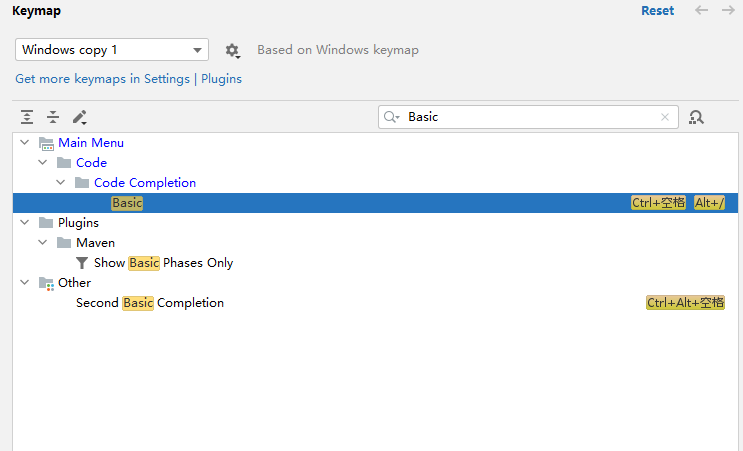 Keymap Reset
Windows copy 1 Based on Windows keymap
Get more keymaps in Settings | Plugins
Basic
Main Menu
Code
Code Completion
Basic Ctrl+空格 Alt+/
Plugins
Maven
Show Basic Phases Only
Other
Second Basic Completion Ctrl+Alt+空格